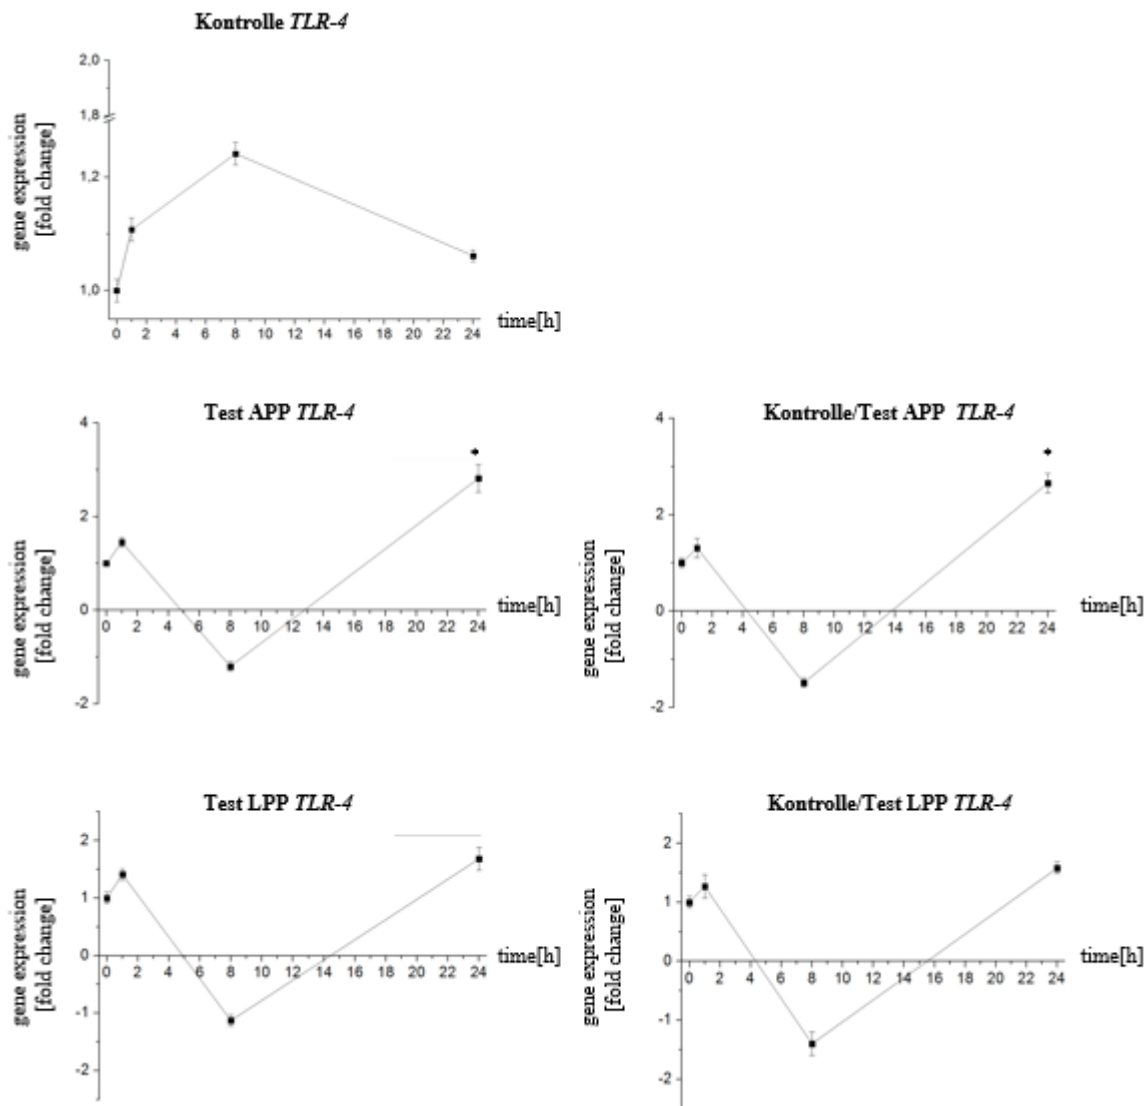 Kontrolle TLR-4
gene expression
[fold change]
2,0
1,8
1,2
1,0
0 2 4 6 8 10 12 14 16 18 20 22 24
time[h]
Test APP TLR-4
gene expression
[fold change]
4
2
0
-2
0 2 4 6 8 10 12 14 16 18 20 22 24
time[h]
Kontrolle/Test APP TLR-4
gene expression
[fold change]
4
2
0
-2
0 2 4 6 8 10 12 14 16 18 20 22 24
time[h]
Test LPP TLR-4
gene expression
[fold change]
2
1
0
-1
-2
0 2 4 6 8 10 12 14 16 18 20 22 24
time[h]
Kontrolle/Test LPP TLR-4
gene expression
[fold change]
2
1
0
-1
-2
0 2 4 6 8 10 12 14 16 18 20 22 24
time[h]